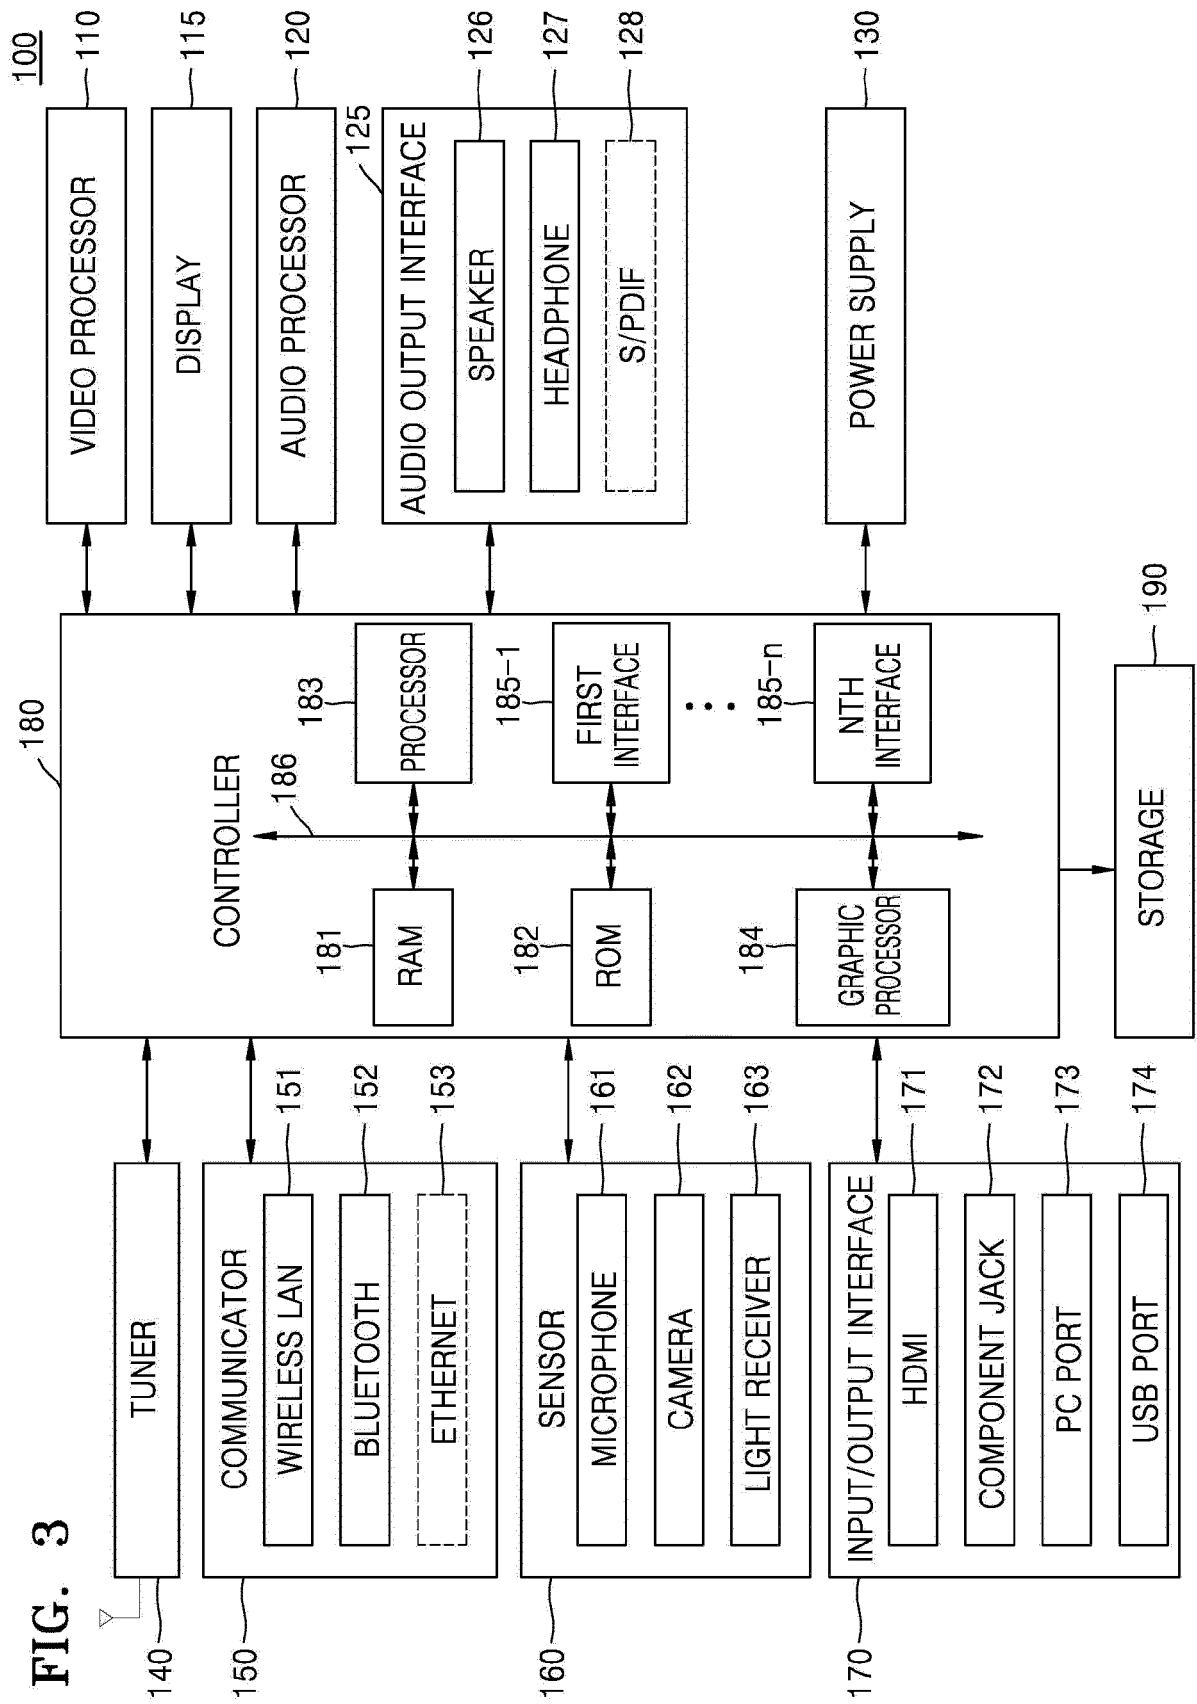 FIG. 3
100
140
TUNER
150
COMMUNICATOR
WIRELESS LAN
151
BLUETOOTH
152
ETHERNET
153
160
SENSOR
MICROPHONE
161
CAMERA
162
LIGHT RECEIVER
163
170
INPUT/OUTPUT INTERFACE
HDMI
171
COMPONENT JACK
172
PC PORT
173
USB PORT
174
180
CONTROLLER
186
181
RAM
183
PROCESSOR
182
ROM
185-1
FIRST
INTERFACE
184
GRAPHIC
PROCESSOR
185-n
NTH
INTERFACE
STORAGE
190
VIDEO PROCESSOR
110
DISPLAY
115
AUDIO PROCESSOR
120
125
AUDIO OUTPUT INTERFACE
SPEAKER
126
HEADPHONE
127
S/PDIF
128
POWER SUPPLY
130